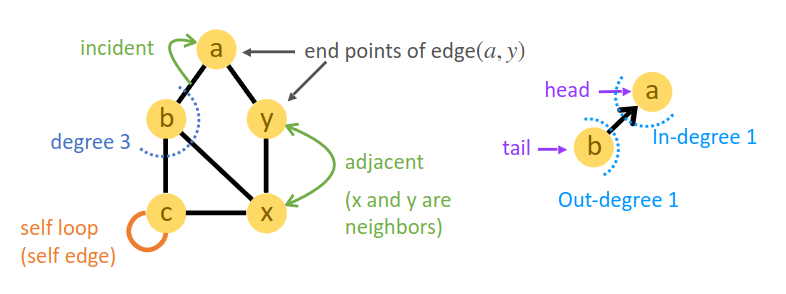 incident
a
end points of edge(a, y)
b
y
degree 3
adjacent
(x and y are
neighbors)
c
x
self loop
(self edge)
head
a
tail
b
In-degree 1
Out-degree 1